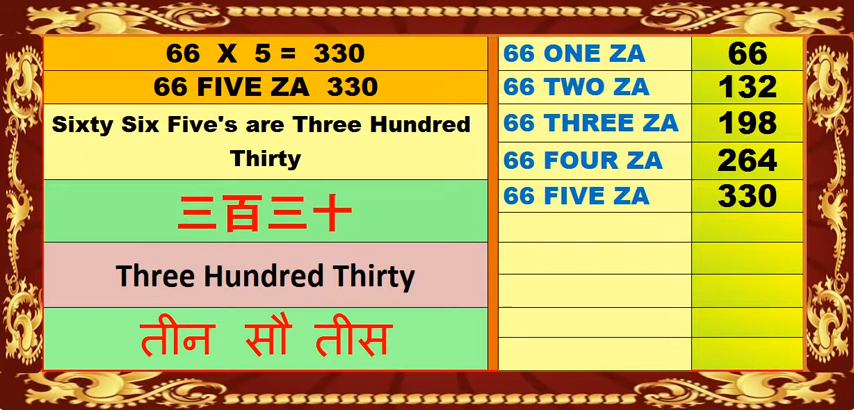 66 X 5 = 330
66 FIVE ZA 330
Sixty Six Five's are Three Hundred
Thirty
三百三十
Three Hundred Thirty
तीन सौ तीस
66 ONE ZA 66
66 TWO ZA 132
66 THREE ZA 198
66 FOUR ZA 264
66 FIVE ZA 330